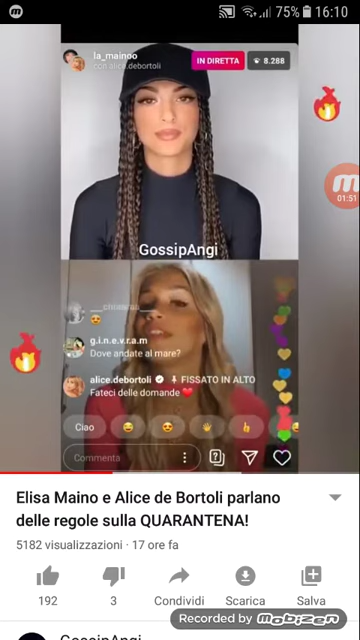 75% 16:10
la_mainoo
con alice.debortoli
IN DIRETTA
8.288
01:51
GossipAngi
g.i.n.e.v.r.a.m
Dove andate al mare?
alice.debortoli FISSATO IN ALTO
Fateci delle domande
Ciao
Commenta
Elisa Maino e Alice de Bortoli parlano
delle regole sulla QUARANTENA!
5182 visualizzazioni · 17 ore fa
192 3 Condividi Scarica Salva
Recorded by Mobizen
GossipAngi